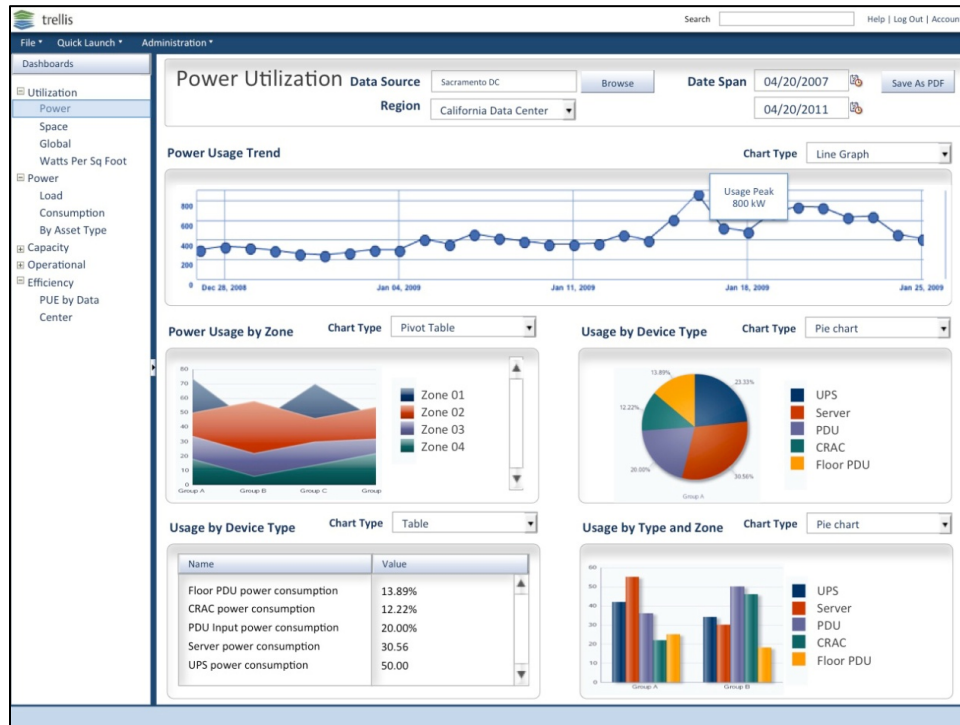 trellis
Search
Help | Log Out | Accoun
File Quick Launch Administration
Dashboards
Utilization
Power
Space
Global
Watts Per Sq Foot
Power
Load
Consumption
By Asset Type
Capacity
Operational
Efficiency
PUE by Data
Center
Power Utilization
Data Source Sacramento DC Browse
Region California Data Center
Date Span 04/20/2007
04/20/2011
Save As PDF
Power Usage Trend
Chart Type Line Graph
Usage Peak
800 kW
800
600
400
200
0
Dec 28, 2008 Jan 04, 2009 Jan 11, 2009 Jan 18, 2009 Jan 25, 2009
Power Usage by Zone
Chart Type Pivot Table
80
70
60
50
40
30
20
10
0
Group A Group B Group C Group
Zone 01
Zone 02
Zone 03
Zone 04
Usage by Device Type
Chart Type Pie chart
13.89%
23.33%
12.22%
20.00%
30.56%
Group A
UPS
Server
PDU
CRAC
Floor PDU
Usage by Device Type
Chart Type Table
Name Value
Floor PDU power consumption 13.89%
CRAC power consumption 12.22%
PDU Input power consumption 20.00%
Server power consumption 30.56
UPS power consumption 50.00
Usage by Type and Zone
Chart Type Pie chart
60
50
40
30
20
10
0
Group A Group B
UPS
Server
PDU
CRAC
Floor PDU